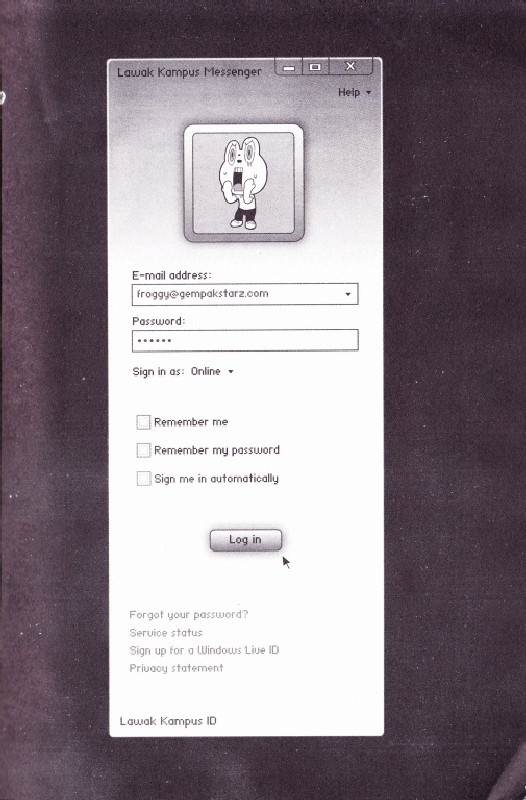 Lawak Kampus Messenger
Help
E-mail address:
froggy@gempakstarz.com
Password:
••••••
Sign in as: Online
Remember me
Remember my password
Sign me in automatically
Log in
Forgot your password?
Service status
Sign up for a Windows Live ID
Privacy statement
Lawak Kampus ID